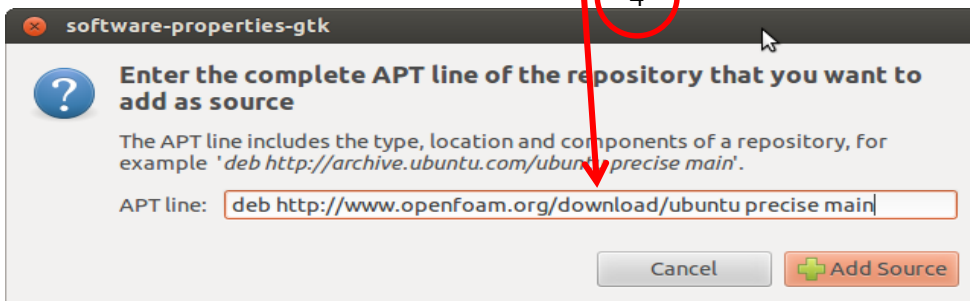 4
software-properties-gtk
Enter the complete APT line of the repository that you want to
add as source
The APT line includes the type, location and components of a repository, for
example 'deb http://archive.ubuntu.com/ubuntu precise main'.
APT line: deb http://www.openfoam.org/download/ubuntu precise main
Cancel Add Source